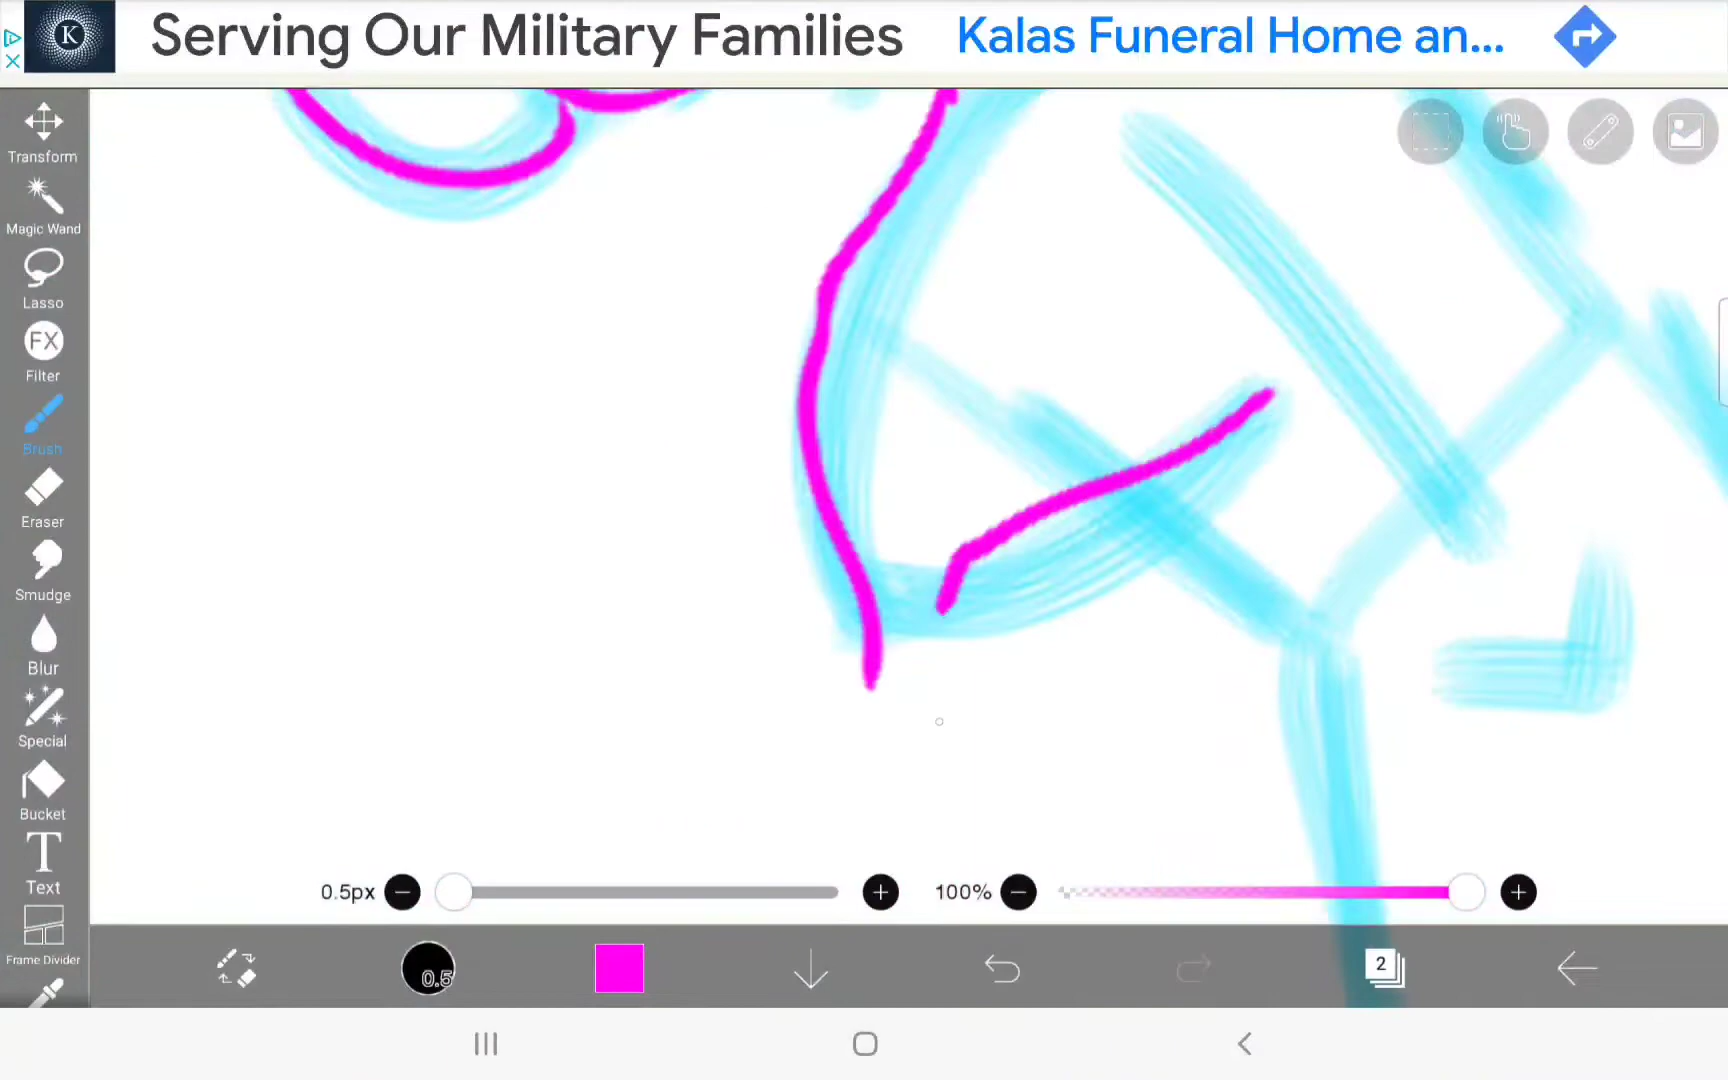 K
Serving Our Military Families
Kalas Funeral Home an...
Transform
Magic Wand
Lasso
FX
Filter
Brush
Eraser
Smudge
Blur
Special
Bucket
T
Text
Frame Divider
0.5px
100%
0.5
2